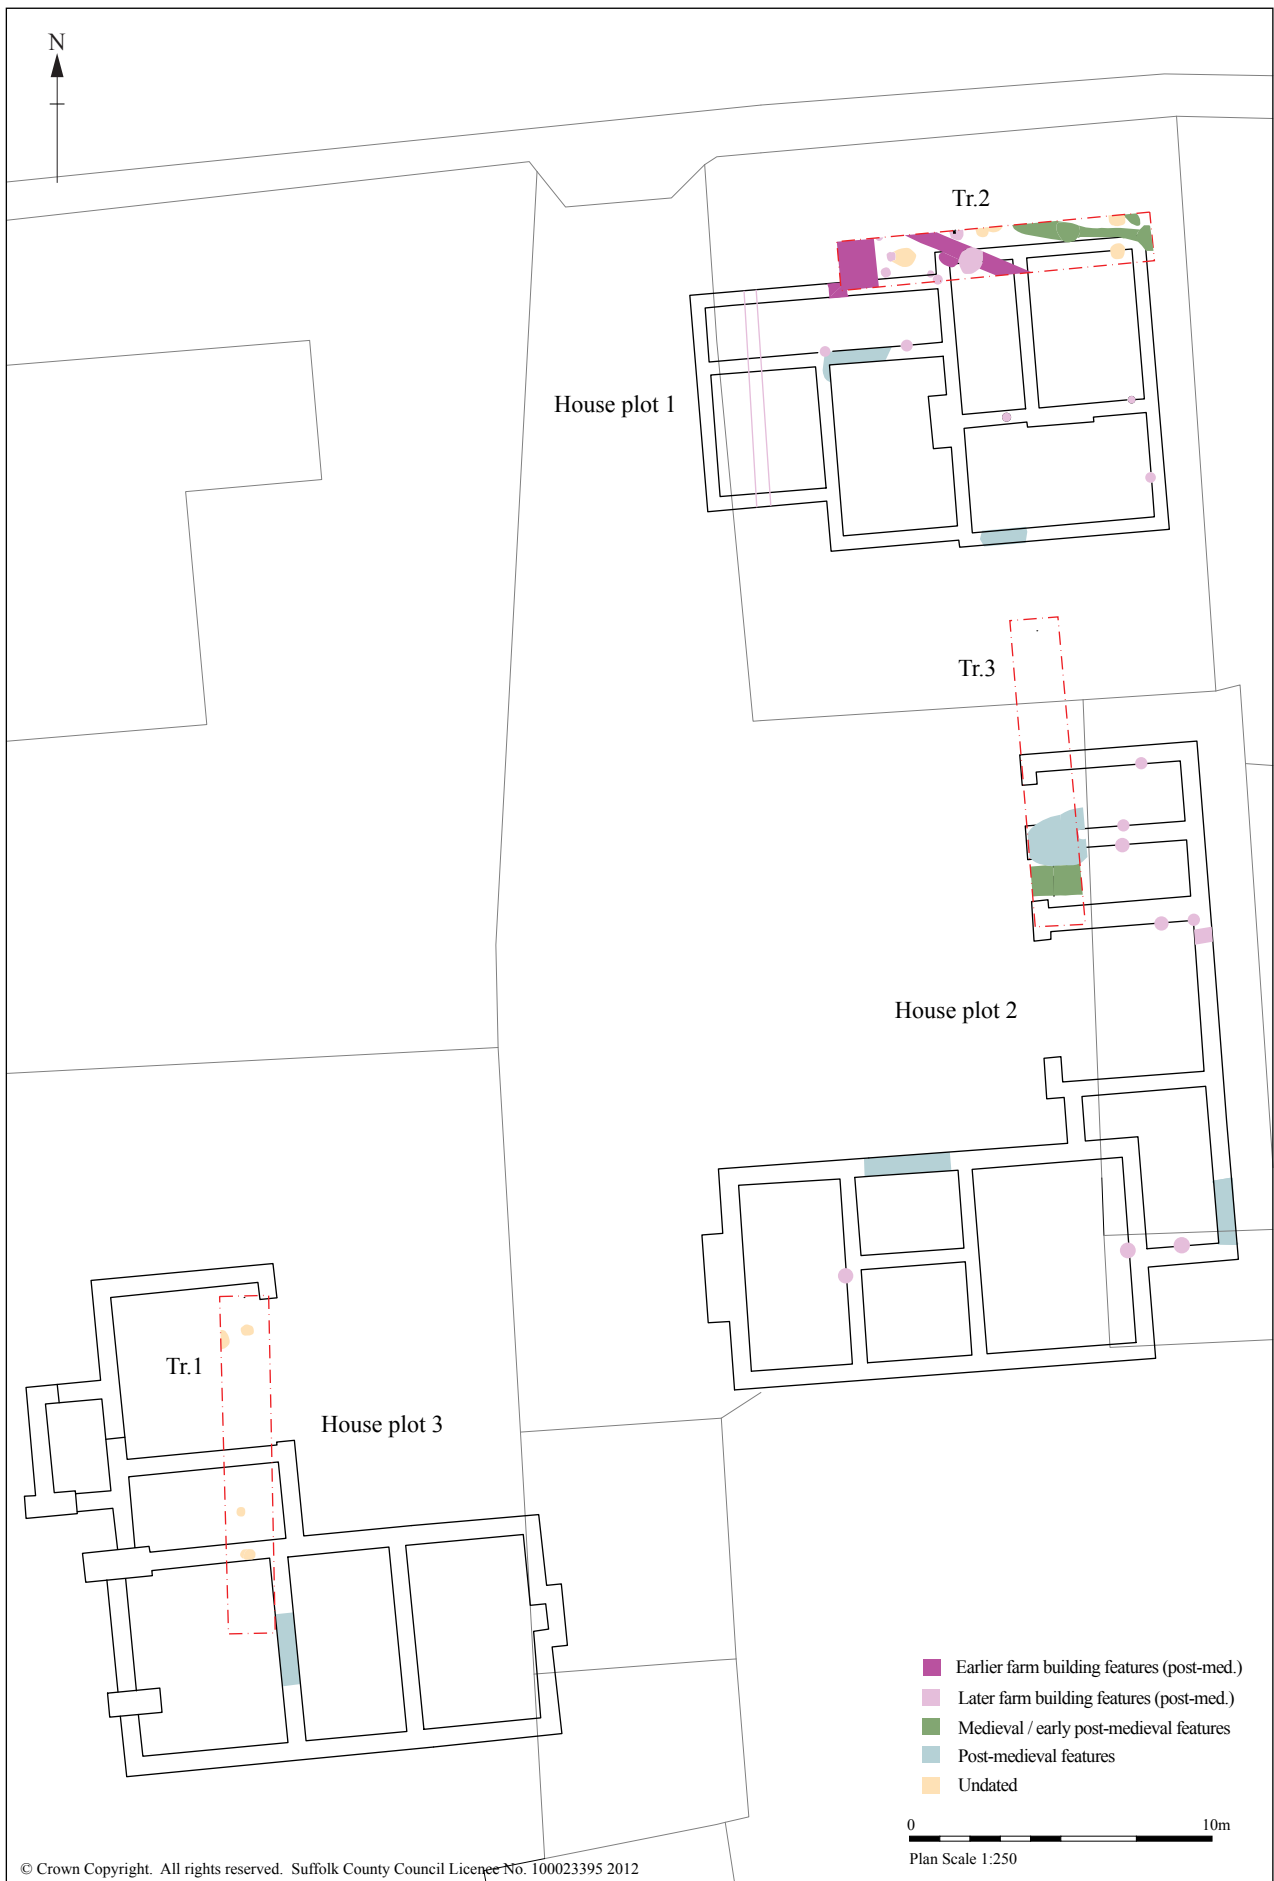 N
Tr.2
House plot 1
Tr.3
House plot 2
Tr.1
House plot 3
Earlier farm building features (post-med.)
Later farm building features (post-med.)
Medieval / early post-medieval features
Post-medieval features
Undated
0 10m
Plan Scale 1:250
© Crown Copyright. All rights reserved. Suffolk County Council Licence No. 100023395 2012